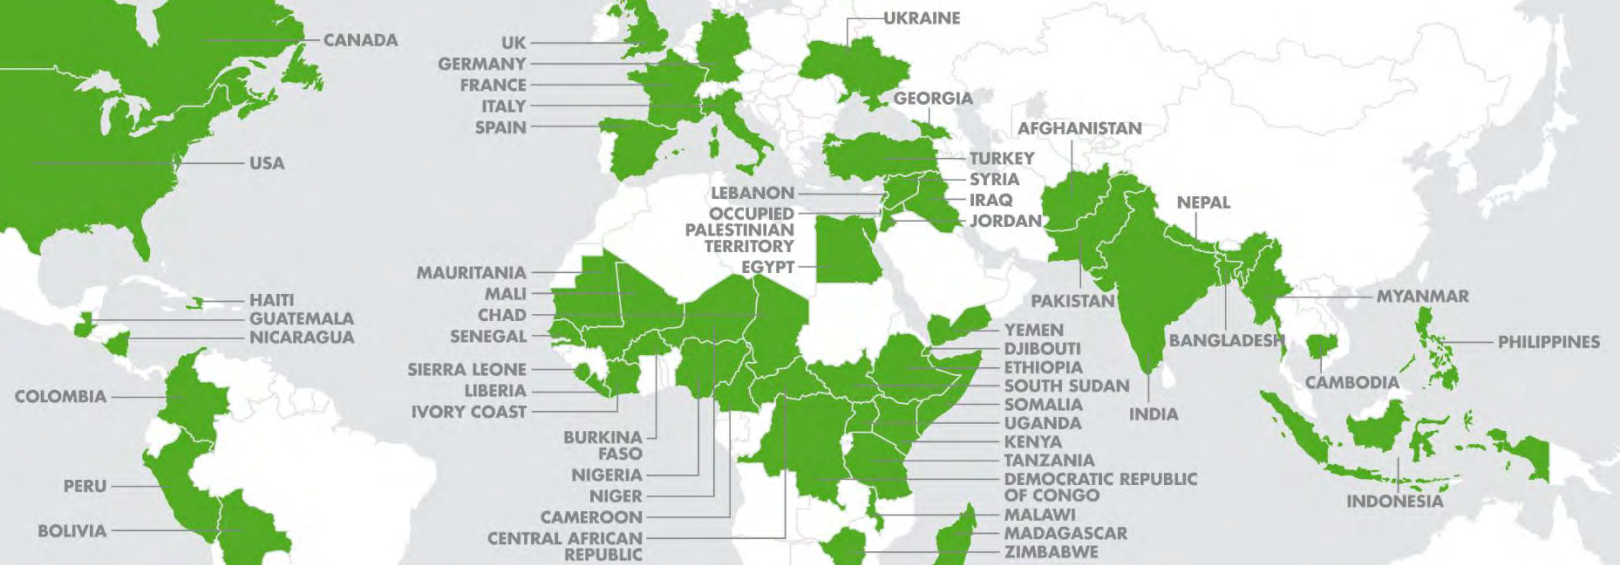 CANADA
USA
HAITI
GUATEMALA
NICARAGUA
COLOMBIA
PERU
BOLIVIA
UK
GERMANY
FRANCE
ITALY
SPAIN
MAURITANIA
MALI
CHAD
SENEGAL
SIERRA LEONE
LIBERIA
IVORY COAST
BURKINA
FASO
NIGERIA
NIGER
CAMEROON
CENTRAL AFRICAN
REPUBLIC
UKRAINE
GEORGIA
TURKEY
SYRIA
IRAQ
JORDAN
LEBANON
OCCUPIED
PALESTINIAN
TERRITORY
EGYPT
YEMEN
DJIBOUTI
ETHIOPIA
SOUTH SUDAN
SOMALIA
UGANDA
KENYA
TANZANIA
DEMOCRATIC REPUBLIC
OF CONGO
MALAWI
MADAGASCAR
ZIMBABWE
AFGHANISTAN
NEPAL
PAKISTAN
BANGLADESH
INDIA
MYANMAR
CAMBODIA
PHILIPPINES
INDONESIA